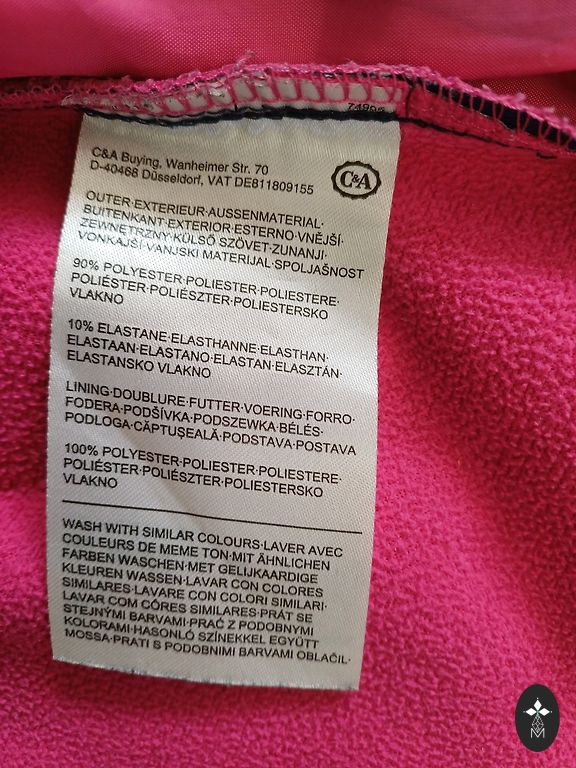 74906
C&A Buying, Wanheimer Str. 70
D-40468 Düsseldorf, VAT DE811809155
C&A
OUTER·EXTERIEUR·AUSSENMATERIAL·
BUITENKANT·EXTERIOR·ESTERNO·VNĚJŠÍ·
ZEWNĘTRZNY·KÜLSŐ SZÖVET·ZUNANJI·
VONKAJŠÍ·VANJSKI MATERIJAL·SPOLJAŠNOST
90% POLYESTER·POLIESTER·POLIESTERE·
POLIÉSTER·POLIÉSZTER·POLIESTERSKO
VLAKNO
10% ELASTANE·ELASTHANNE·ELASTHAN·
ELASTAAN·ELASTANO·ELASTAN·ELASZTÁN·
ELASTANSKO VLAKNO
LINING·DOUBLURE·FUTTER·VOERING·FORRO·
FODERA·PODŠÍVKA·PODSZEWKA·BÉLÉS·
PODLOGA·CĂPTUŞEALĂ·PODSTAVA·POSTAVA
100% POLYESTER·POLIESTER·POLIESTERE·
POLIÉSTER·POLIÉSZTER·POLIESTERSKO
VLAKNO
WASH WITH SIMILAR COLOURS·LAVER AVEC
COULEURS DE MEME TON·MIT ÄHNLICHEN
FARBEN WASCHEN·MET GELIJKAARDIGE
KLEUREN WASSEN·LAVAR CON COLORES
SIMILARES·LAVARE CON COLORI SIMILARI·
LAVAR COM CÔRES SIMILARES·PRÁT SE
STEJNÝMI BARVAMI·PRAĆ Z PODOBNYMI
KOLORAMI·HASONLÓ SZÍNEKKEL EGYÜTT
MOSSA·PRATI S PODOBNIMI BARVAMI OBLAČIL·
M